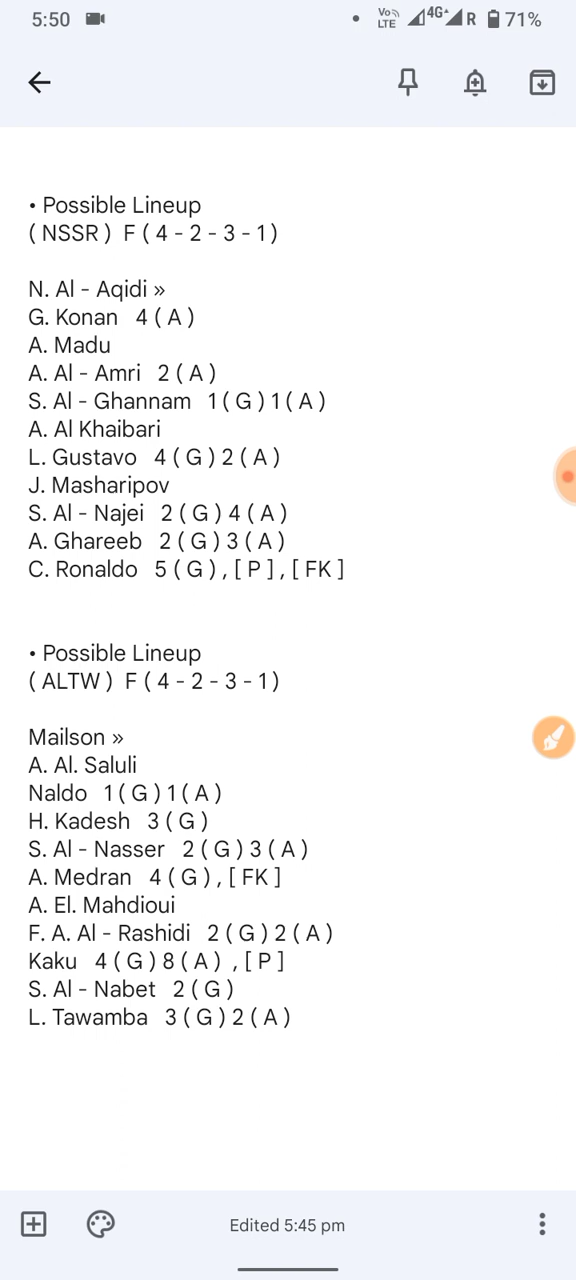 5:50
Vo
LTE
4G
R
71%
• Possible Lineup
( NSSR ) F ( 4 - 2 - 3 - 1 )
N. Al - Aqidi »
G. Konan 4 ( A )
A. Madu
A. Al - Amri 2 ( A )
S. Al - Ghannam 1 ( G ) 1 ( A )
A. Al Khaibari
L. Gustavo 4 ( G ) 2 ( A )
J. Masharipov
S. Al - Najei 2 ( G ) 4 ( A )
A. Ghareeb 2 ( G ) 3 ( A )
C. Ronaldo 5 ( G ) , [ P ] , [ FK ]
• Possible Lineup
( ALTW ) F ( 4 - 2 - 3 - 1 )
Mailson »
A. Al. Saluli
Naldo 1 ( G ) 1 ( A )
H. Kadesh 3 ( G )
S. Al - Nasser 2 ( G ) 3 ( A )
A. Medran 4 ( G ) , [ FK ]
A. El. Mahdioui
F. A. Al - Rashidi 2 ( G ) 2 ( A )
Kaku 4 ( G ) 8 ( A ) , [ P ]
S. Al - Nabet 2 ( G )
L. Tawamba 3 ( G ) 2 ( A )
Edited 5:45 pm